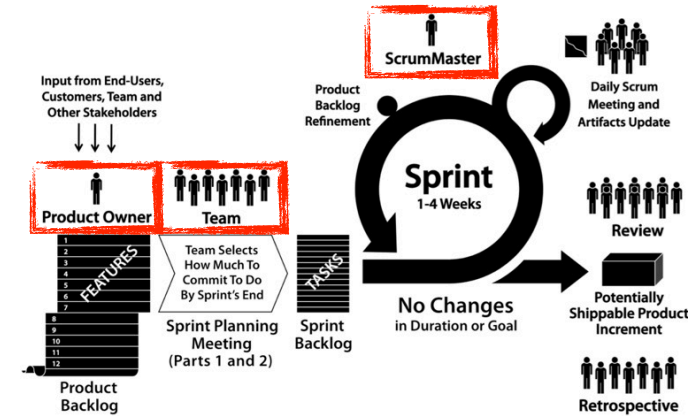 Input from End-Users,
Customers, Team and
Other Stakeholders
Product Owner
Team
FEATURES
1
2
3
4
5
6
7
8
9
10
11
12
Product
Backlog
Team Selects
How Much To
Commit To Do
By Sprint's End
Sprint Planning
Meeting
(Parts 1 and 2)
TASKS
Sprint
Backlog
ScrumMaster
Product
Backlog
Refinement
Sprint
1-4 Weeks
No Changes
in Duration or Goal
Daily Scrum
Meeting and
Artifacts Update
Review
Potentially
Shippable Product
Increment
Retrospective